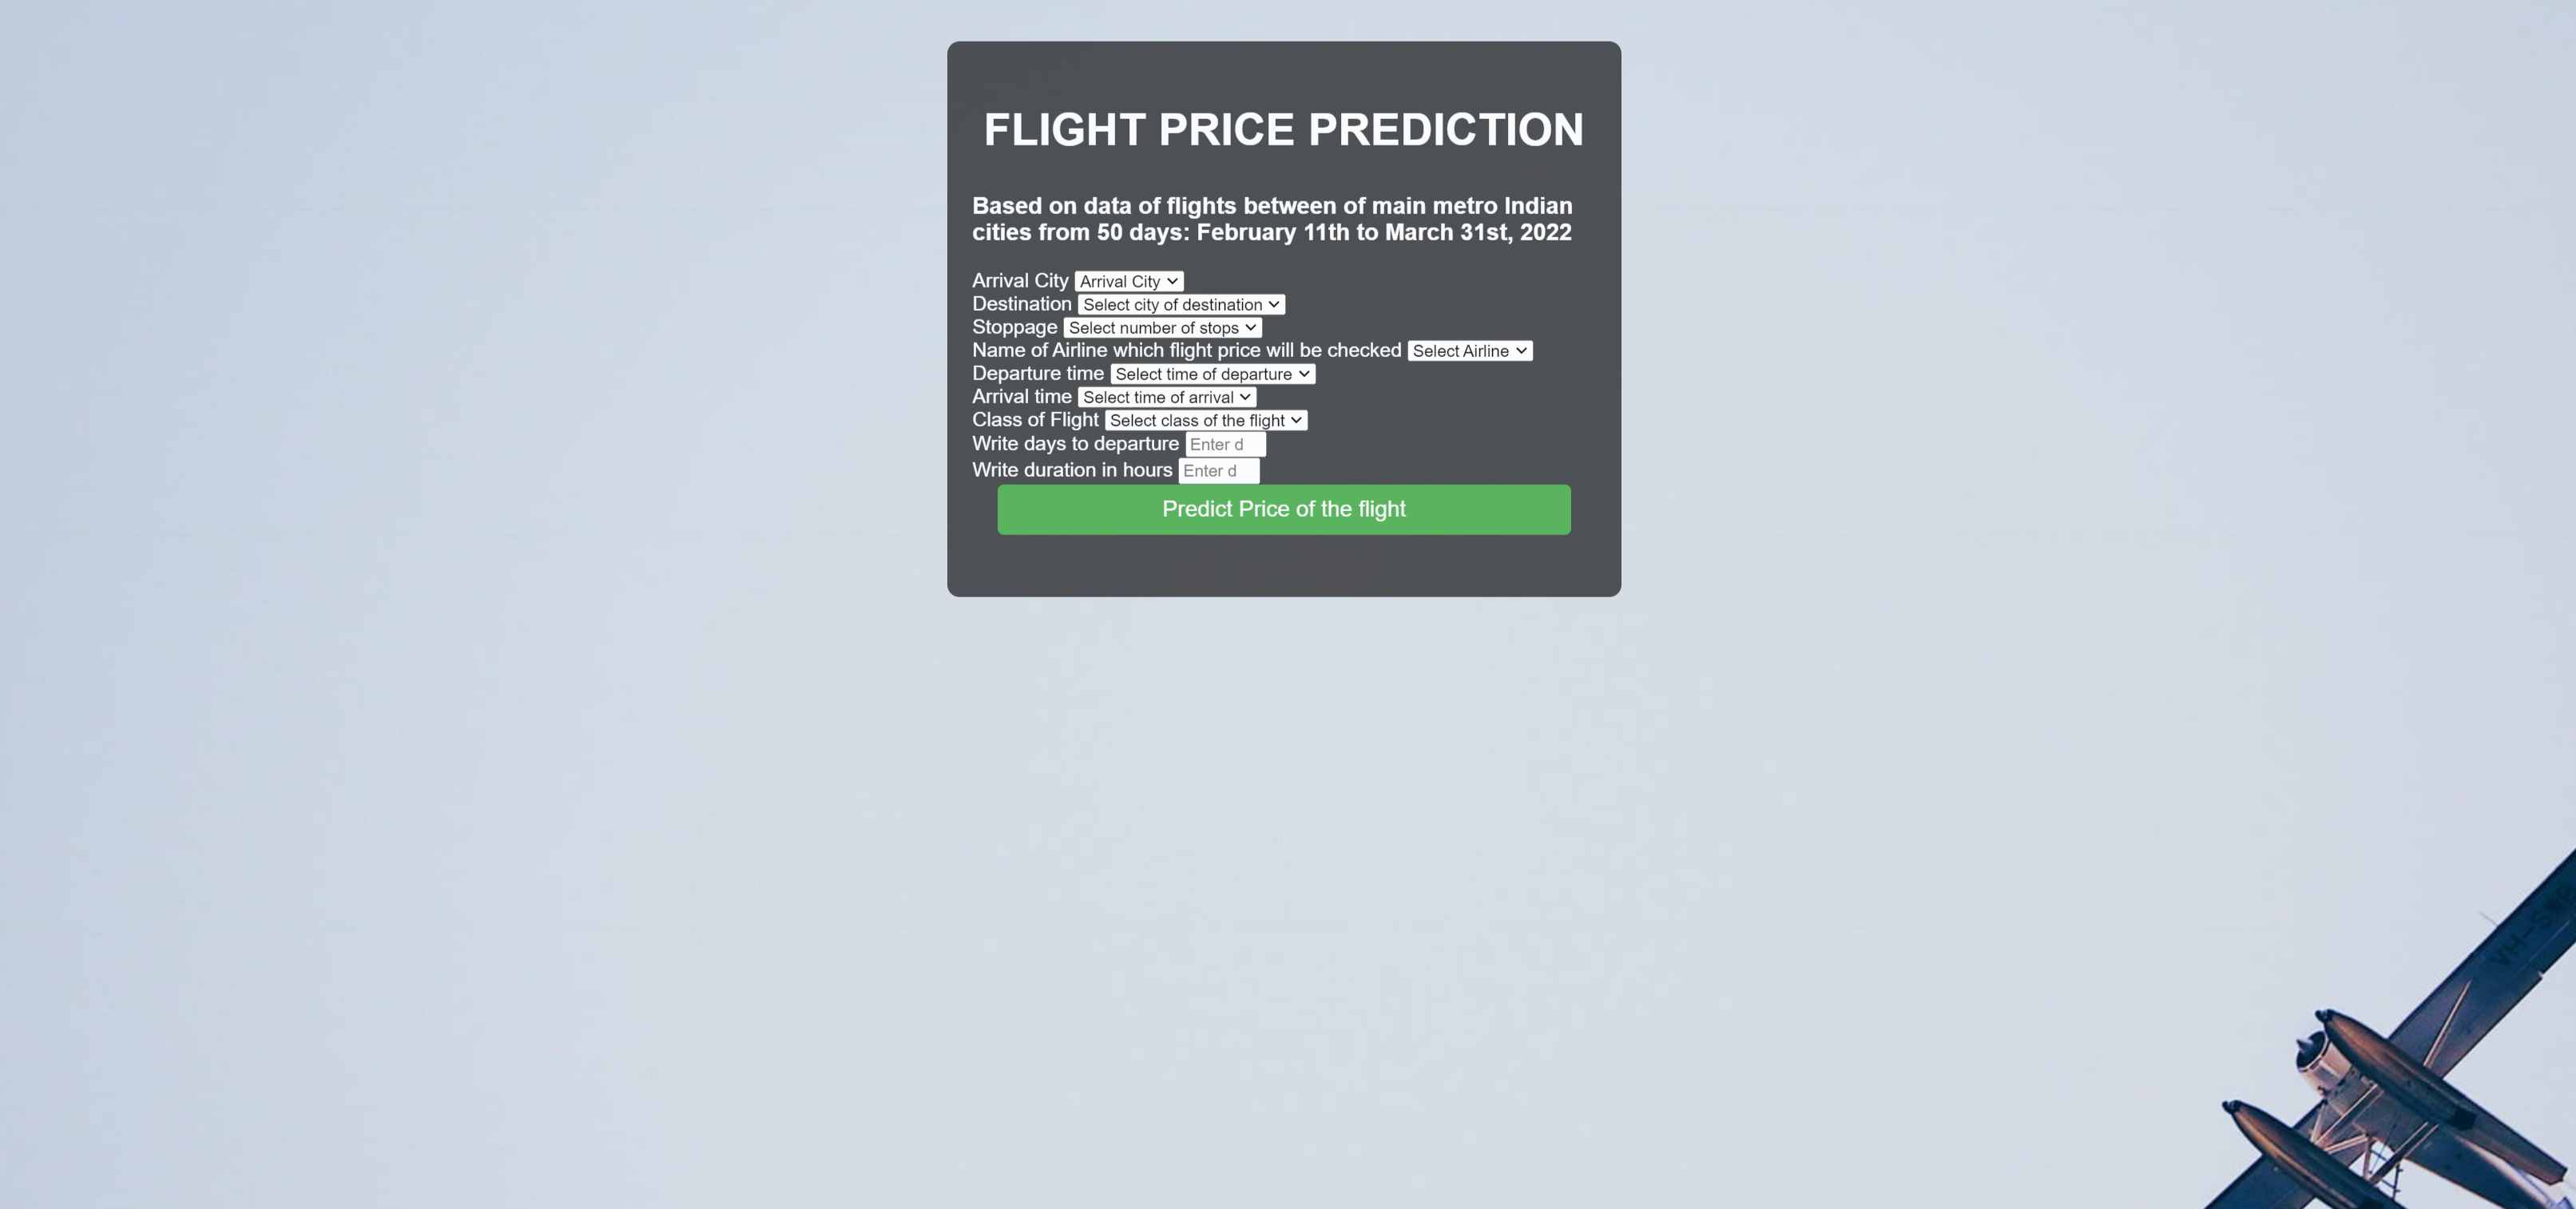 FLIGHT PRICE PREDICTION
Based on data of flights between of main metro Indian
cities from 50 days: February 11th to March 31st, 2022
Arrival City Arrival City
Destination Select city of destination
Stoppage Select number of stops
Name of Airline which flight price will be checked Select Airline
Departure time Select time of departure
Arrival time Select time of arrival
Class of Flight Select class of the flight
Write days to departure Enter d
Write duration in hours Enter d
Predict Price of the flight